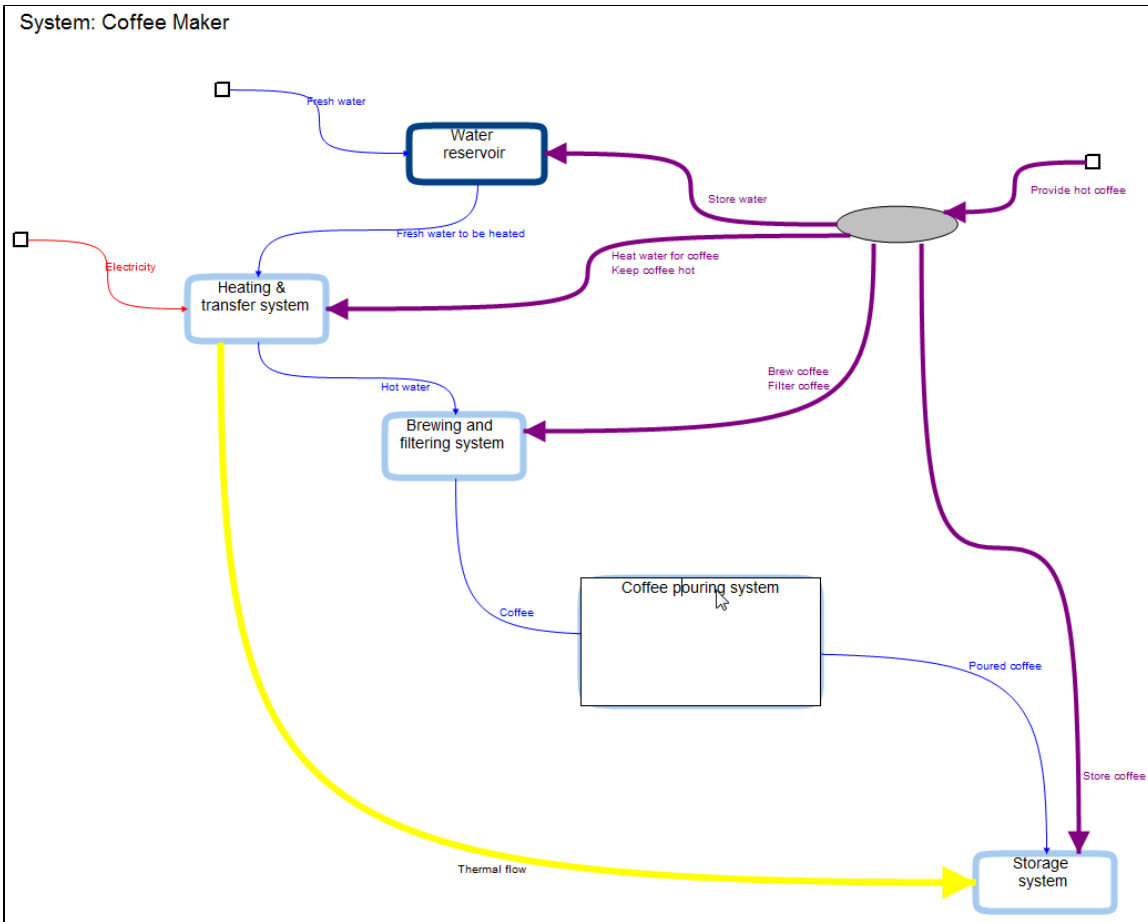 System: Coffee Maker
Fresh water
Water
reservoir
Provide hot coffee
Store water
Fresh water to be heated
Heat water for coffee
Keep coffee hot
Electricity
Heating &
transfer system
Hot water
Brew coffee
Filter coffee
Brewing and
filtering system
Coffee pouring system
Coffee
Poured coffee
Store coffee
Thermal flow
Storage
system